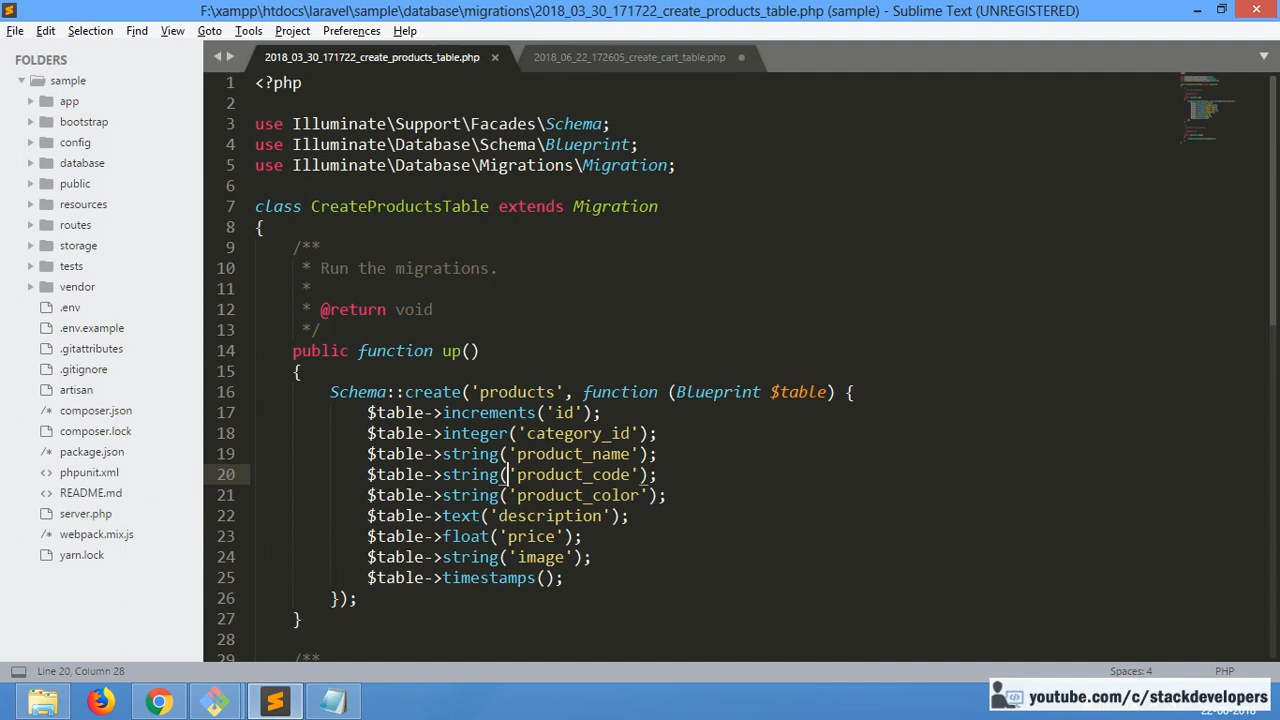 F:\xampp\htdocs\laravel\sample\database\migrations\2018_03_30_171722_create_products_table.php (sample) - Sublime Text (UNREGISTERED)
File Edit Selection Find View Goto Tools Project Preferences Help
FOLDERS
sample
app
bootstrap
config
database
public
resources
routes
storage
tests
vendor
.env
.env.example
.gitattributes
.gitignore
artisan
composer.json
composer.lock
package.json
phpunit.xml
README.md
server.php
webpack.mix.js
yarn.lock
2018_03_30_171722_create_products_table.php 2018_06_22_172605_create_cart_table.php
1 <?php
2
3 use Illuminate\Support\Facades\Schema;
4 use Illuminate\Database\Schema\Blueprint;
5 use Illuminate\Database\Migrations\Migration;
6
7 class CreateProductsTable extends Migration
8 {
9 /**
10 * Run the migrations.
11 *
12 * @return void
13 */
14 public function up()
15 {
16 Schema::create('products', function (Blueprint $table) {
17 $table->increments('id');
18 $table->integer('category_id');
19 $table->string('product_name');
20 $table->string('product_code');
21 $table->string('product_color');
22 $table->text('description');
23 $table->float('price');
24 $table->string('image');
25 $table->timestamps();
26 });
27 }
28
29 /**
Line 20, Column 28 Spaces: 4 PHP
youtube.com/c/stackdevelopers